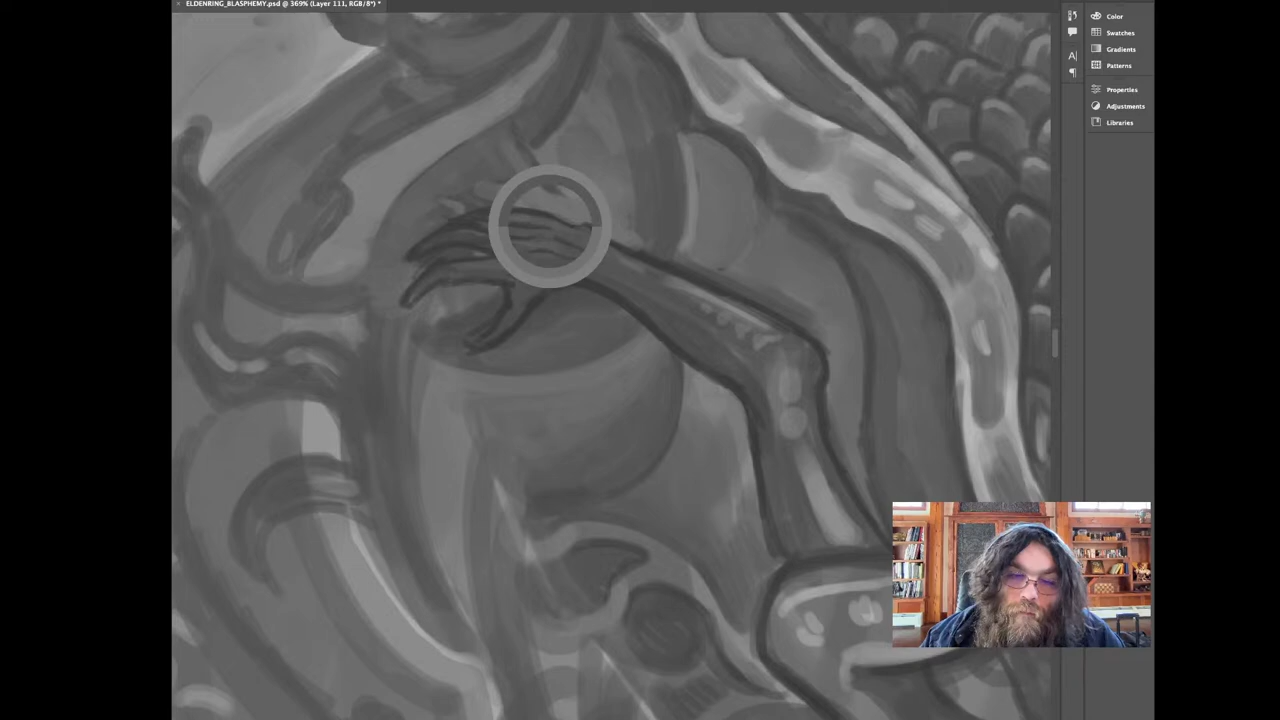 ELDENRING_BLASPHEMY.psd @ 369% (Layer 111, RGB/8*) *
Color
Swatches
Gradients
Patterns
Properties
Adjustments
Libraries